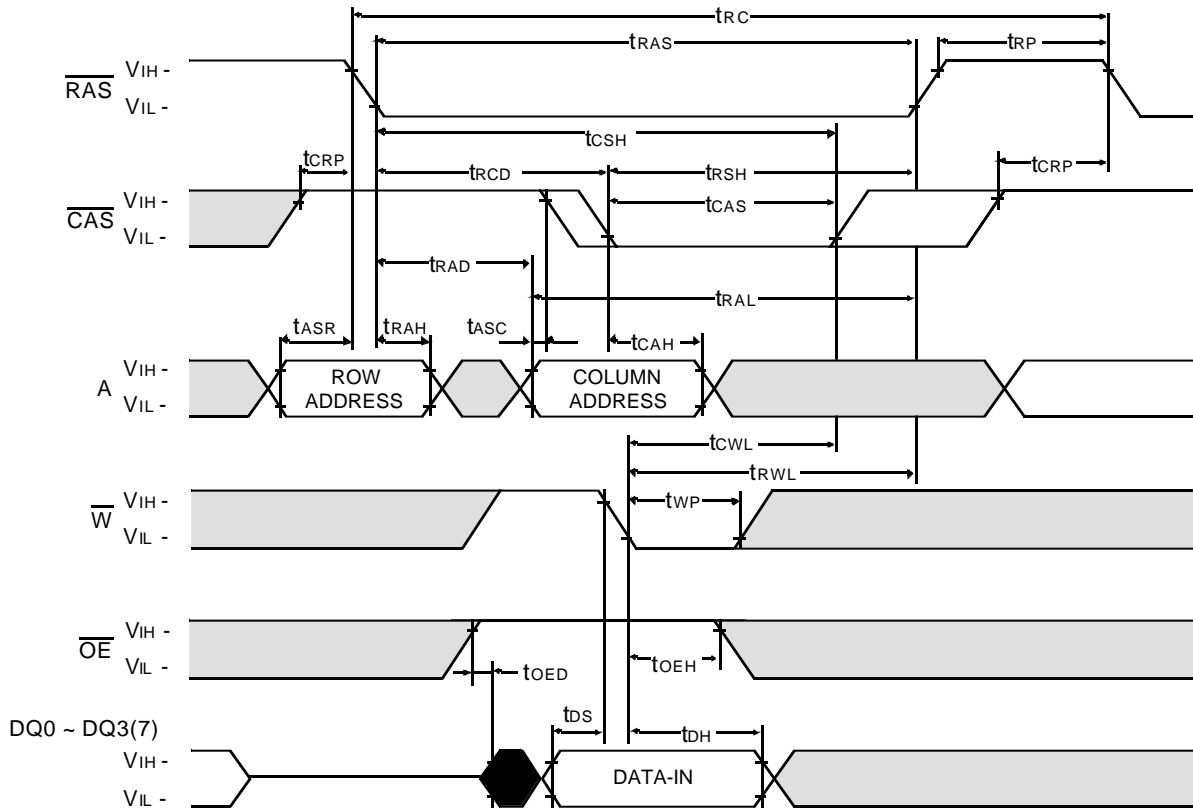 tRC
tRAS
tRP
RAS
VIH -
VIL -
tCSH
tCRP
tRCD
tRSH
tCRP
CAS
VIH -
VIL -
tCAS
tRAD
tRAL
tASR
tRAH
tASC
tCAH
A
VIH -
VIL -
ROW
ADDRESS
COLUMN
ADDRESS
tCWL
tRWL
W
VIH -
VIL -
tWP
OE
VIH -
VIL -
tOED
tOEH
DQ0 ~ DQ3(7)
tDS
tDH
VIH -
VIL -
DATA-IN